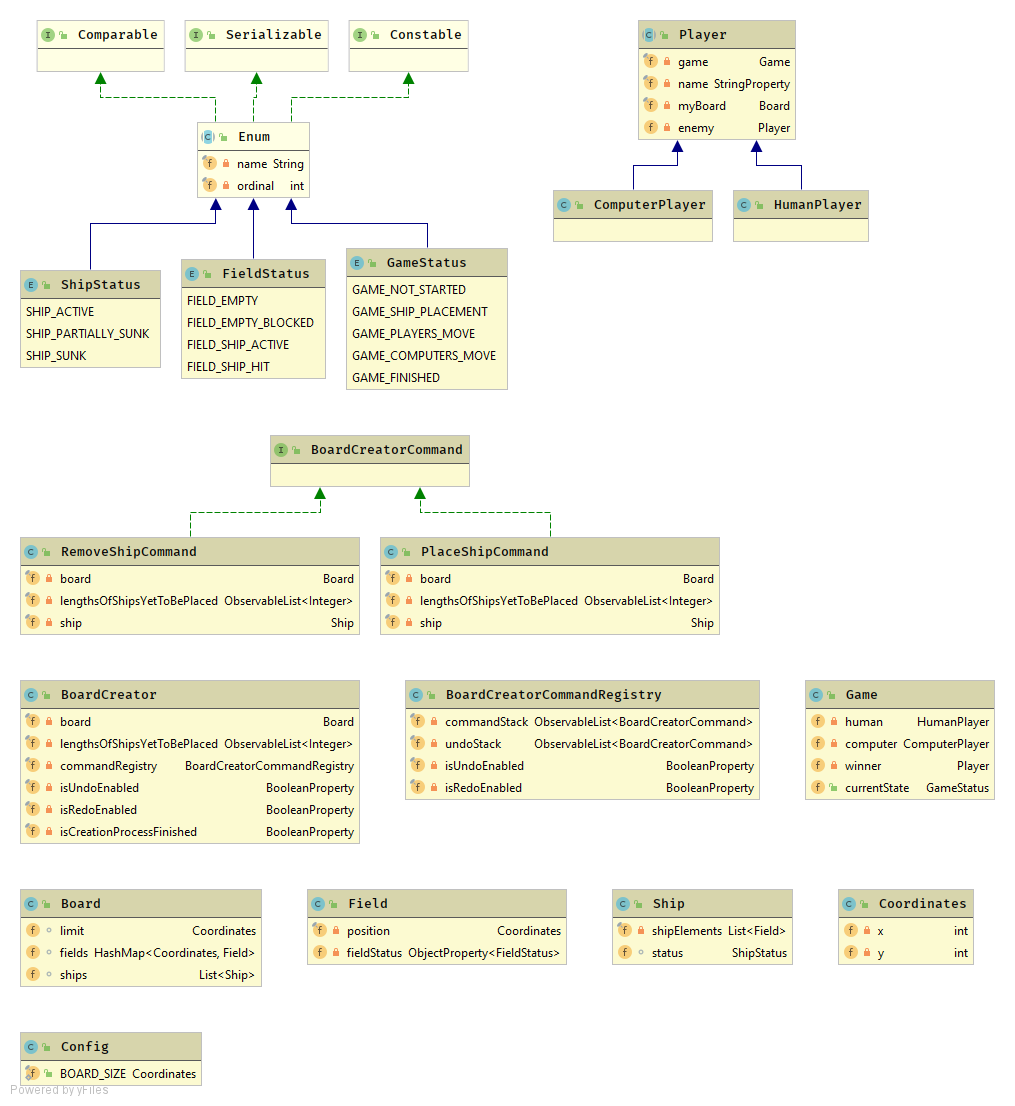 Comparable
Serializable
Constable
Enum
name String
ordinal int
ShipStatus
SHIP_ACTIVE
SHIP_PARTIALLY_SUNK
SHIP_SUNK
FieldStatus
FIELD_EMPTY
FIELD_EMPTY_BLOCKED
FIELD_SHIP_ACTIVE
FIELD_SHIP_HIT
GameStatus
GAME_NOT_STARTED
GAME_SHIP_PLACEMENT
GAME_PLAYERS_MOVE
GAME_COMPUTERS_MOVE
GAME_FINISHED
Player
game Game
name StringProperty
myBoard Board
enemy Player
ComputerPlayer
HumanPlayer
BoardCreatorCommand
RemoveShipCommand
board Board
lengthsOfShipsYetToBePlaced ObservableList<Integer>
ship Ship
PlaceShipCommand
board Board
lengthsOfShipsYetToBePlaced ObservableList<Integer>
ship Ship
BoardCreator
board Board
lengthsOfShipsYetToBePlaced ObservableList<Integer>
commandRegistry BoardCreatorCommandRegistry
isUndoEnabled BooleanProperty
isRedoEnabled BooleanProperty
isCreationProcessFinished BooleanProperty
BoardCreatorCommandRegistry
commandStack ObservableList<BoardCreatorCommand>
undoStack ObservableList<BoardCreatorCommand>
isUndoEnabled BooleanProperty
isRedoEnabled BooleanProperty
Game
human HumanPlayer
computer ComputerPlayer
winner Player
currentState GameStatus
Board
limit Coordinates
fields HashMap<Coordinates, Field>
ships List<Ship>
Field
position Coordinates
fieldStatus ObjectProperty<FieldStatus>
Ship
shipElements List<Field>
status ShipStatus
Coordinates
x int
y int
Config
BOARD_SIZE Coordinates
Powered by yFiles